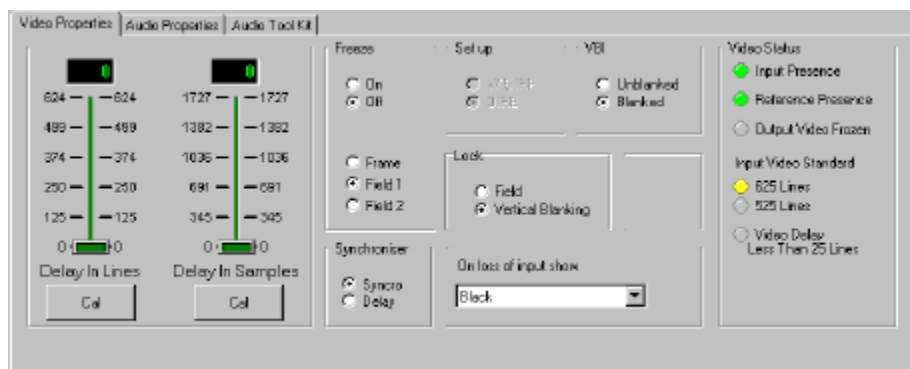 Video Properties Audio Properties Audio Tool Kit
0 0
624 624 1727 1727
499 499 1382 1382
374 374 1036 1036
250 250 691 691
125 125 345 345
0 0 0 0
Delay In Lines Delay In Samples
Cal Cal
Freeze
On
Off
Frame
Field 1
Field 2
Synchroniser
Syncro
Delay
Set up
VBI
Unblanked
Blanked
Lock
Field
Vertical Blanking
On loss of input show
Black
Video Status
Input Presence
Reference Presence
Output Video Frozen
Input Video Standard
625 Lines
525 Lines
Video Delay
Less Than 25 Lines